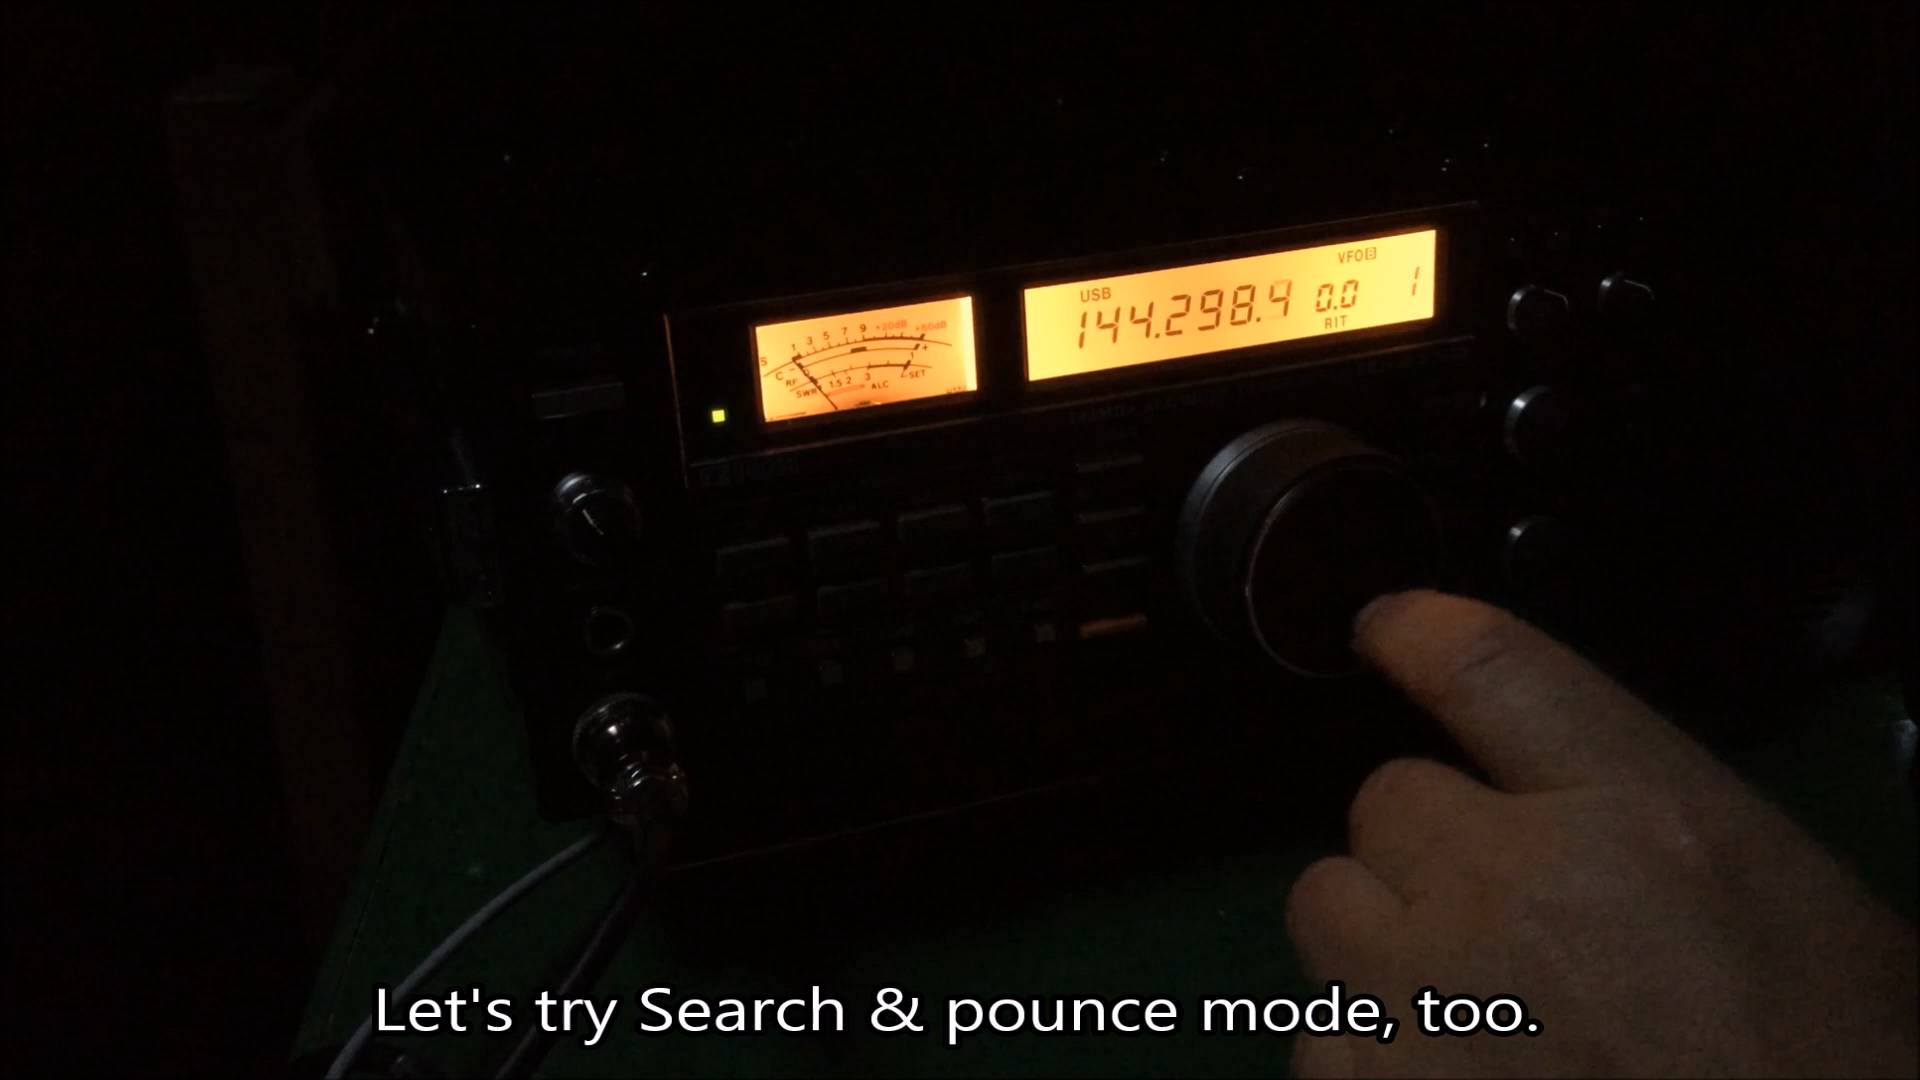 VFO B
USB
144.298.9 0.0 1
RIT
S 1 3 5 7 9 +20dB +60dB
C
RF
SWR 1.5 2 3 ALC SET
Let's try Search & pounce mode, too.